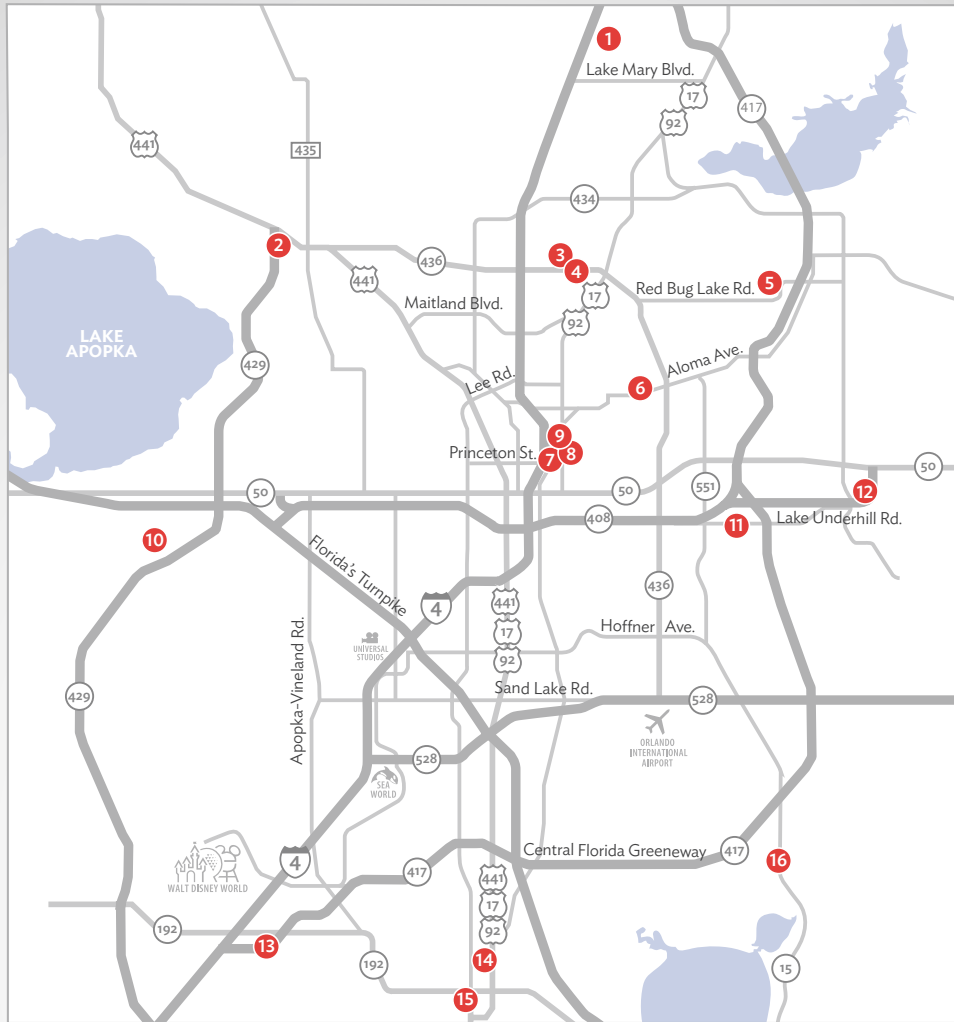 1
Lake Mary Blvd.
17
92
417
441
435
434
2
436
3
4
441
17
Red Bug Lake Rd.
5
Maitland Blvd.
92
LAKE
APOPKA
429
Lee Rd.
Aloma Ave.
6
9
Princeton St.
7
8
50
50
551
50
12
408
11
Lake Underhill Rd.
10
Florida's Turnpike
4
441
436
17
Hoffner Ave.
92
UNIVERSAL
STUDIOS
Apopka-Vineland Rd.
Sand Lake Rd.
429
528
ORLANDO
INTERNATIONAL
AIRPORT
528
SEA
WORLD
Central Florida Greeneway
417
16
4
417
441
WALT DISNEY WORLD
17
192
92
13
192
14
15
15